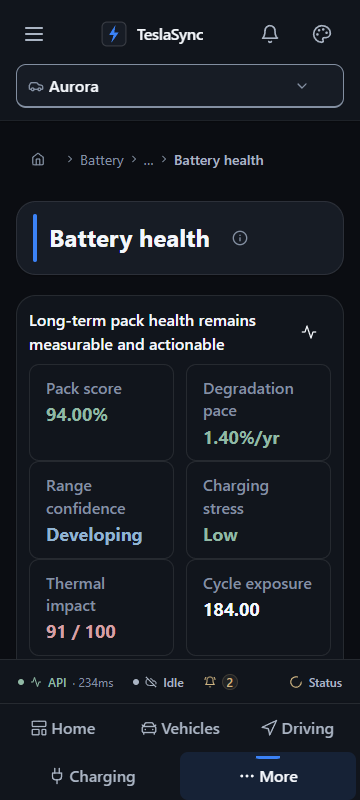 TeslaSync
Aurora
Battery
...
Battery health
Battery health
Long-term pack health remains
measurable and actionable
Pack score
94.00%
Degradation
pace
1.40%/yr
Range
confidence
Developing
Charging
stress
Low
Thermal
impact
91 / 100
Cycle exposure
184.00
API · 234ms
Idle
2
Status
Home
Vehicles
Driving
Charging
More